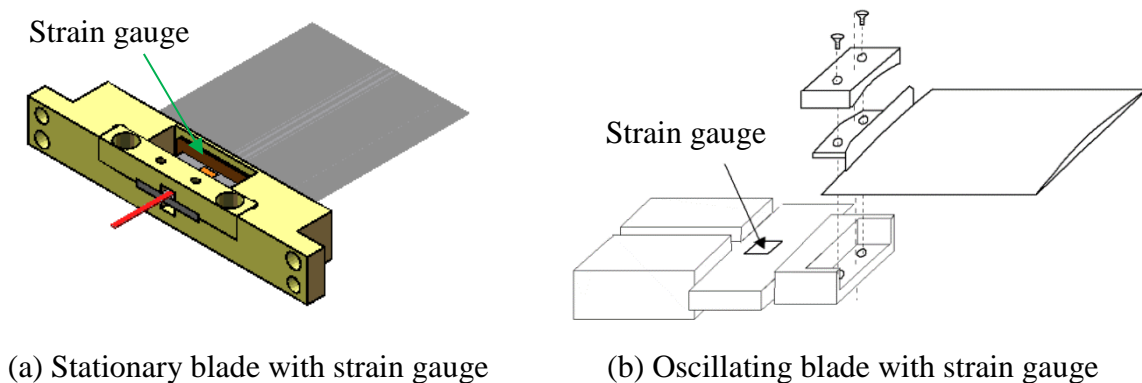 Strain gauge
Strain gauge
(a) Stationary blade with strain gauge
(b) Oscillating blade with strain gauge